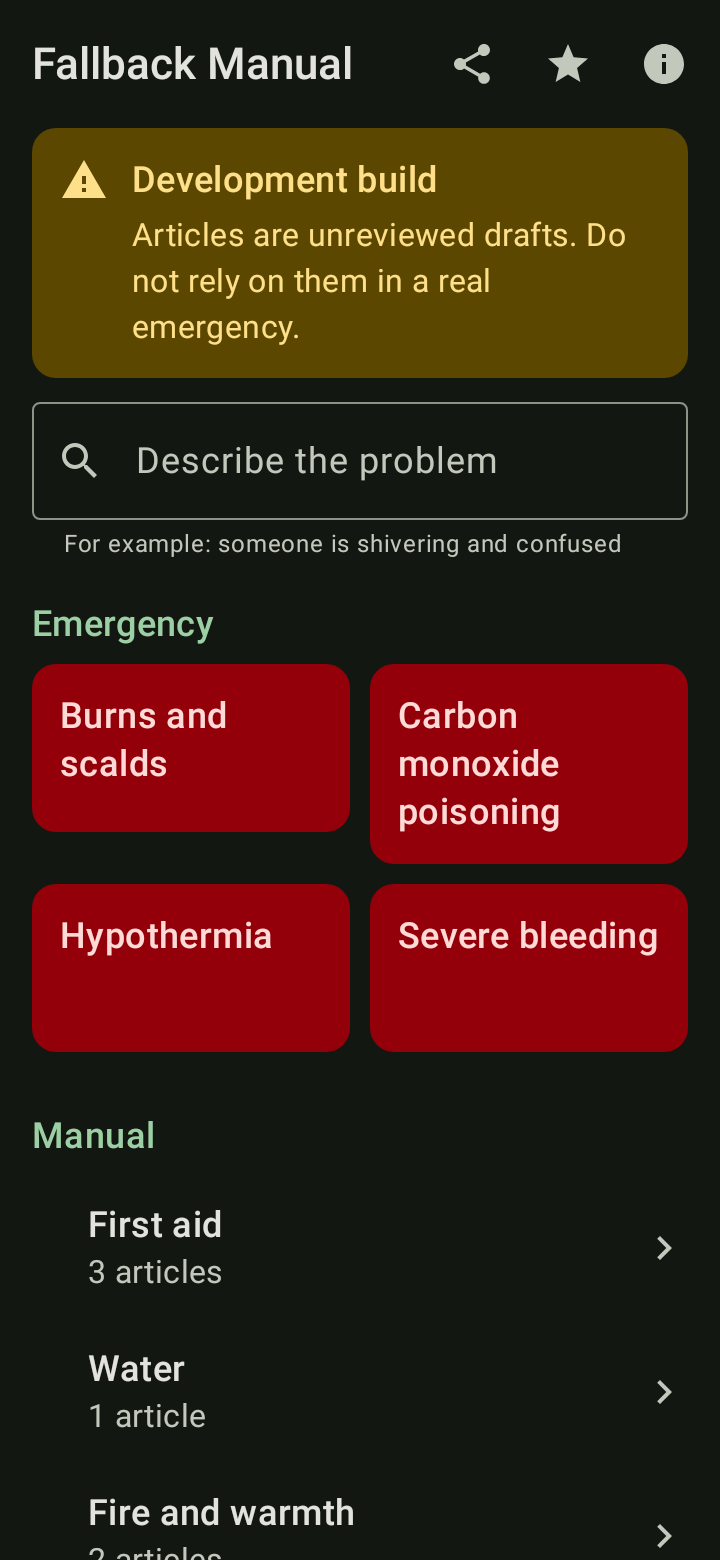 Fallback Manual
Development build
Articles are unreviewed drafts. Do
not rely on them in a real
emergency.
Describe the problem
For example: someone is shivering and confused
Emergency
Burns and
scalds
Carbon
monoxide
poisoning
Hypothermia
Severe bleeding
Manual
First aid
3 articles
Water
1 article
Fire and warmth
2 articles